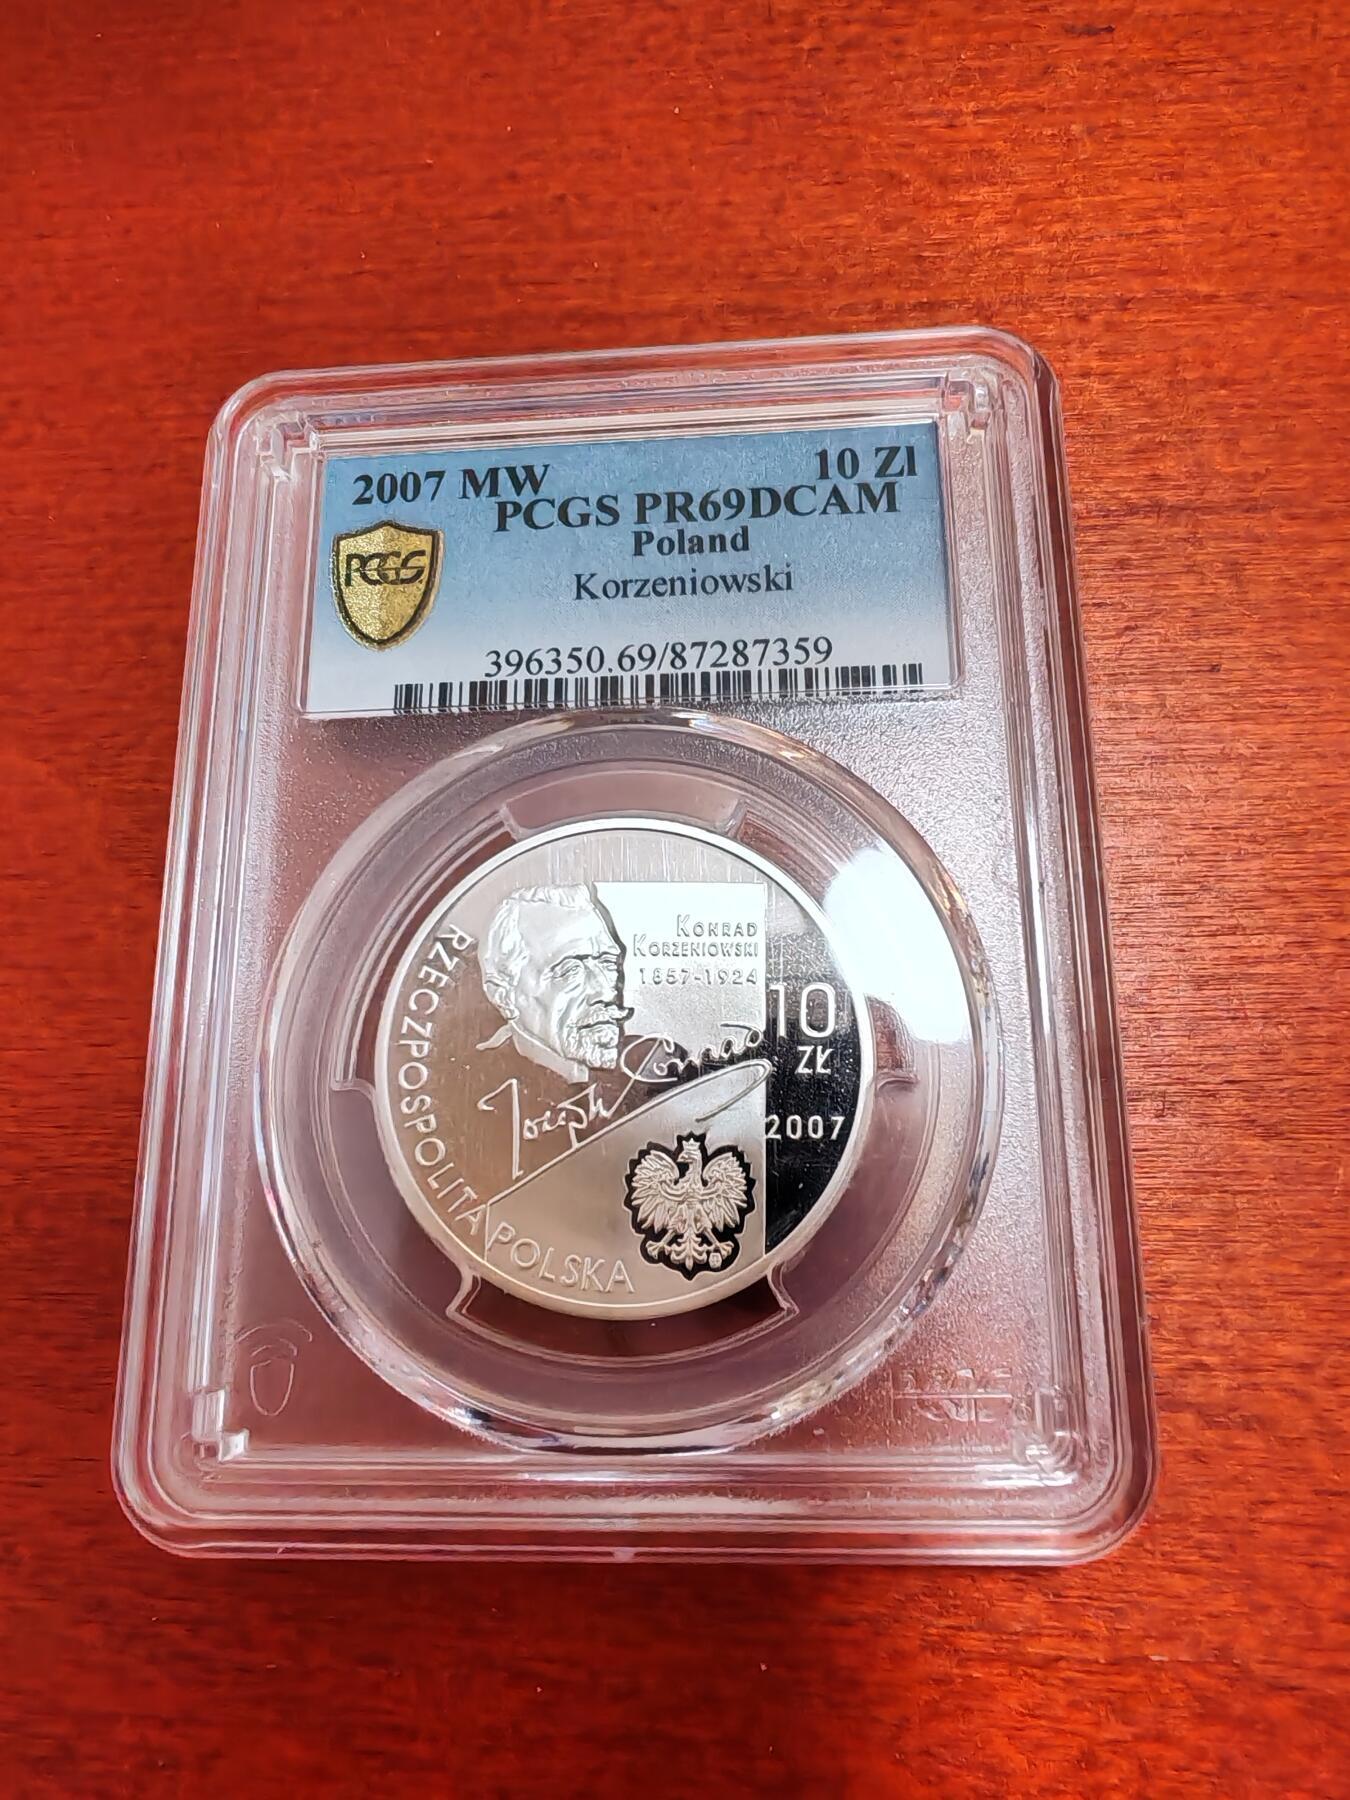 2007 MW 10 Zl
PCGS PR69DCAM
Poland
PCGS
Korzeniowski
396350.69/87287359
KONRAD
KORZENIOWSKI
1857-1924
10
ZŁ
Joseph Conrad
2007
RZECZPOSPOLITA POLSKA